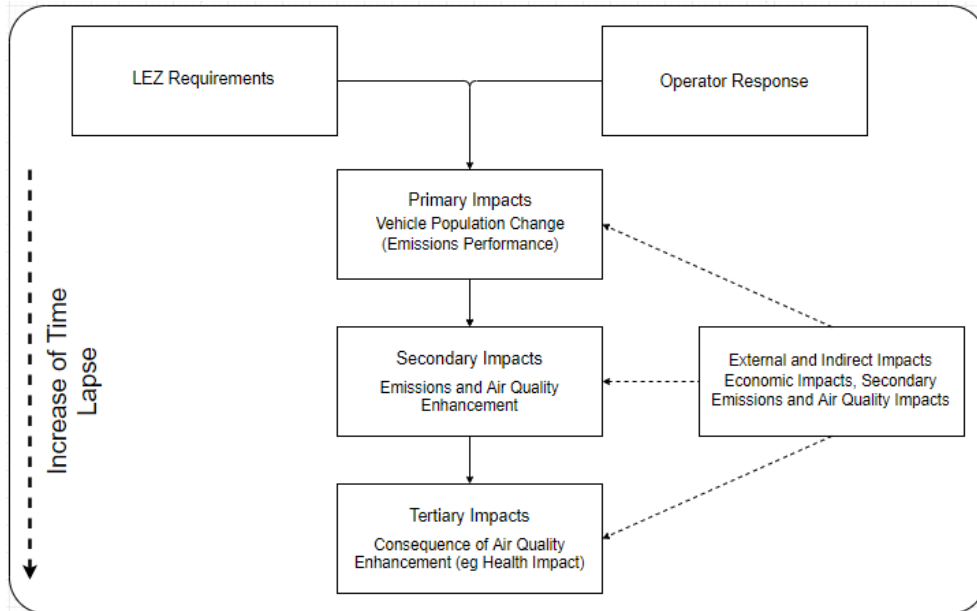 LEZ Requirements
Operator Response
Primary Impacts
Vehicle Population Change
(Emissions Performance)
Increase of Time
Lapse
Secondary Impacts
Emissions and Air Quality
Enhancement
External and Indirect Impacts
Economic Impacts, Secondary
Emissions and Air Quality Impacts
Tertiary Impacts
Consequence of Air Quality
Enhancement (eg Health Impact)